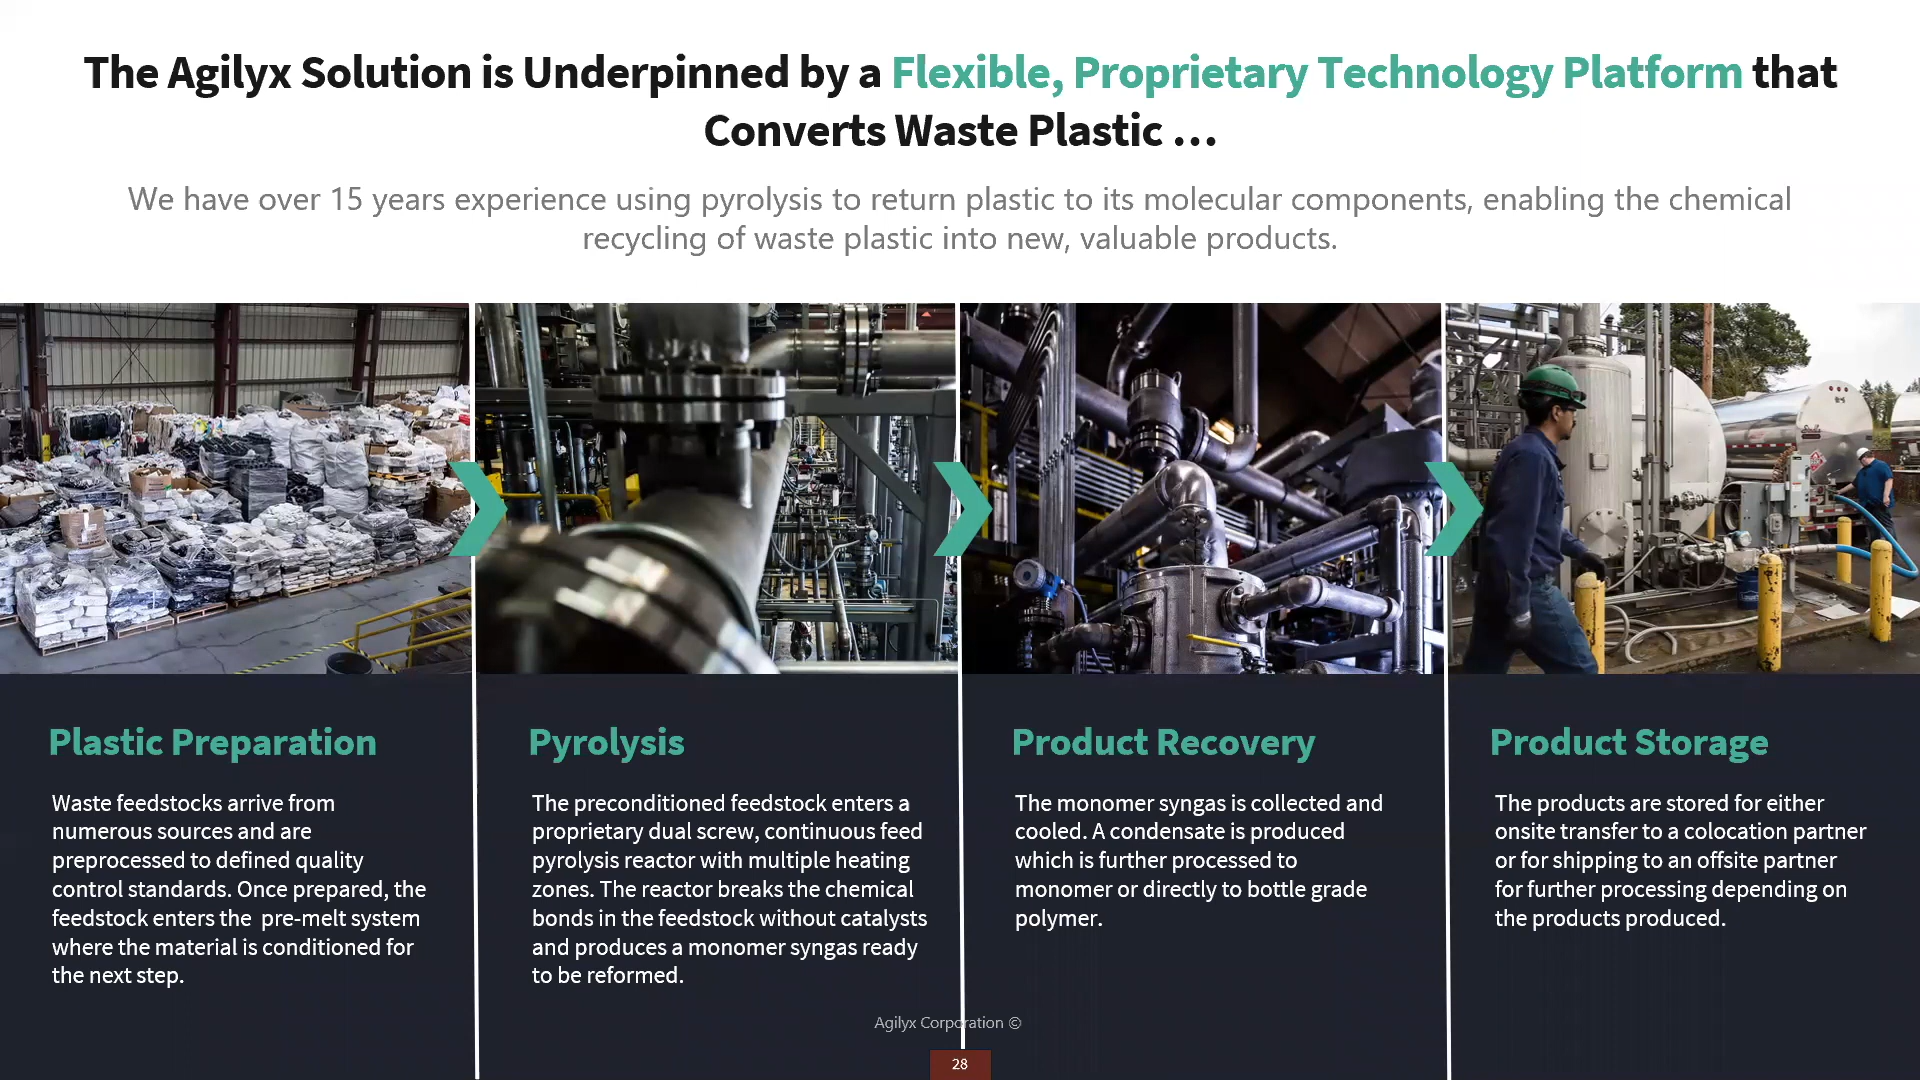 The Agilyx Solution is Underpinned by a Flexible, Proprietary Technology Platform that
Converts Waste Plastic ...
We have over 15 years experience using pyrolysis to return plastic to its molecular components, enabling the chemical
recycling of waste plastic into new, valuable products.
Plastic Preparation
Waste feedstocks arrive from
numerous sources and are
preprocessed to defined quality
control standards. Once prepared, the
feedstock enters the  pre-melt system
where the material is conditioned for
the next step.
Pyrolysis
The preconditioned feedstock enters a
proprietary dual screw, continuous feed
pyrolysis reactor with multiple heating
zones. The reactor breaks the chemical
bonds in the feedstock without catalysts
and produces a monomer syngas ready
to be reformed.
Product Recovery
The monomer syngas is collected and
cooled. A condensate is produced
which is further processed to
monomer or directly to bottle grade
polymer.
Product Storage
The products are stored for either
onsite transfer to a colocation partner
or for shipping to an offsite partner
for further processing depending on
the products produced.
Agilyx Corporation ©
28